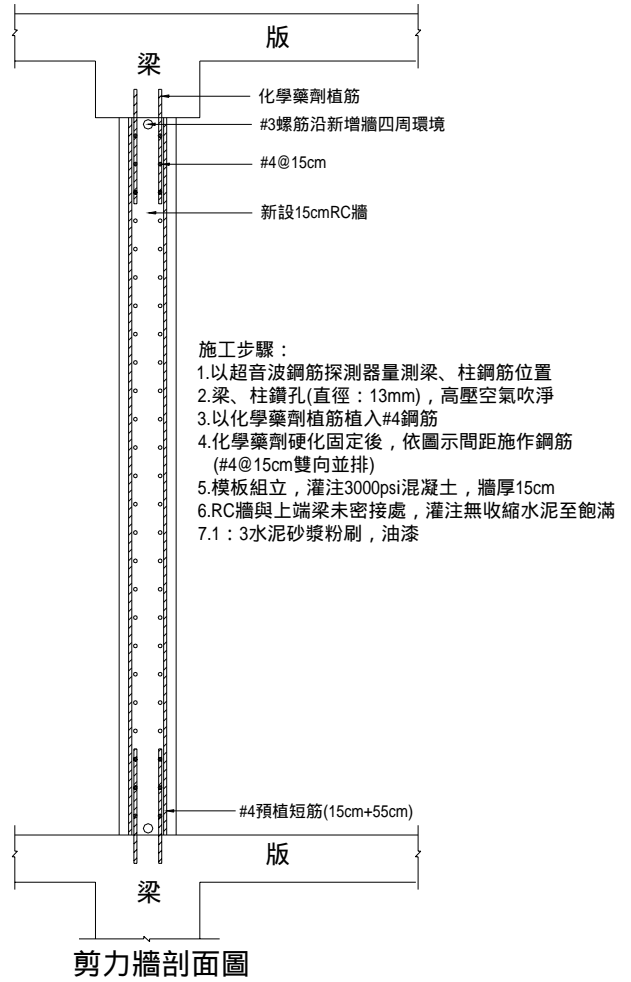 版
梁
化學藥劑植筋
#3螺筋沿新增牆四周環境
#4@15cm
新設15cmRC牆
施工步驟：
1.以超音波鋼筋探測器量測梁、柱鋼筋位置
2.梁、柱鑽孔(直徑：13mm)，高壓空氣吹淨
3.以化學藥劑植筋植入#4鋼筋
4.化學藥劑硬化固定後，依圖示間距施作鋼筋
(#4@15cm雙向並排)
5.模板組立，灌注3000psi混凝土，牆厚15cm
6.RC牆與上端梁未密接處，灌注無收縮水泥至飽滿
7.1：3水泥砂漿粉刷，油漆
#4預植短筋(15cm+55cm)
版
梁
剪力牆剖面圖